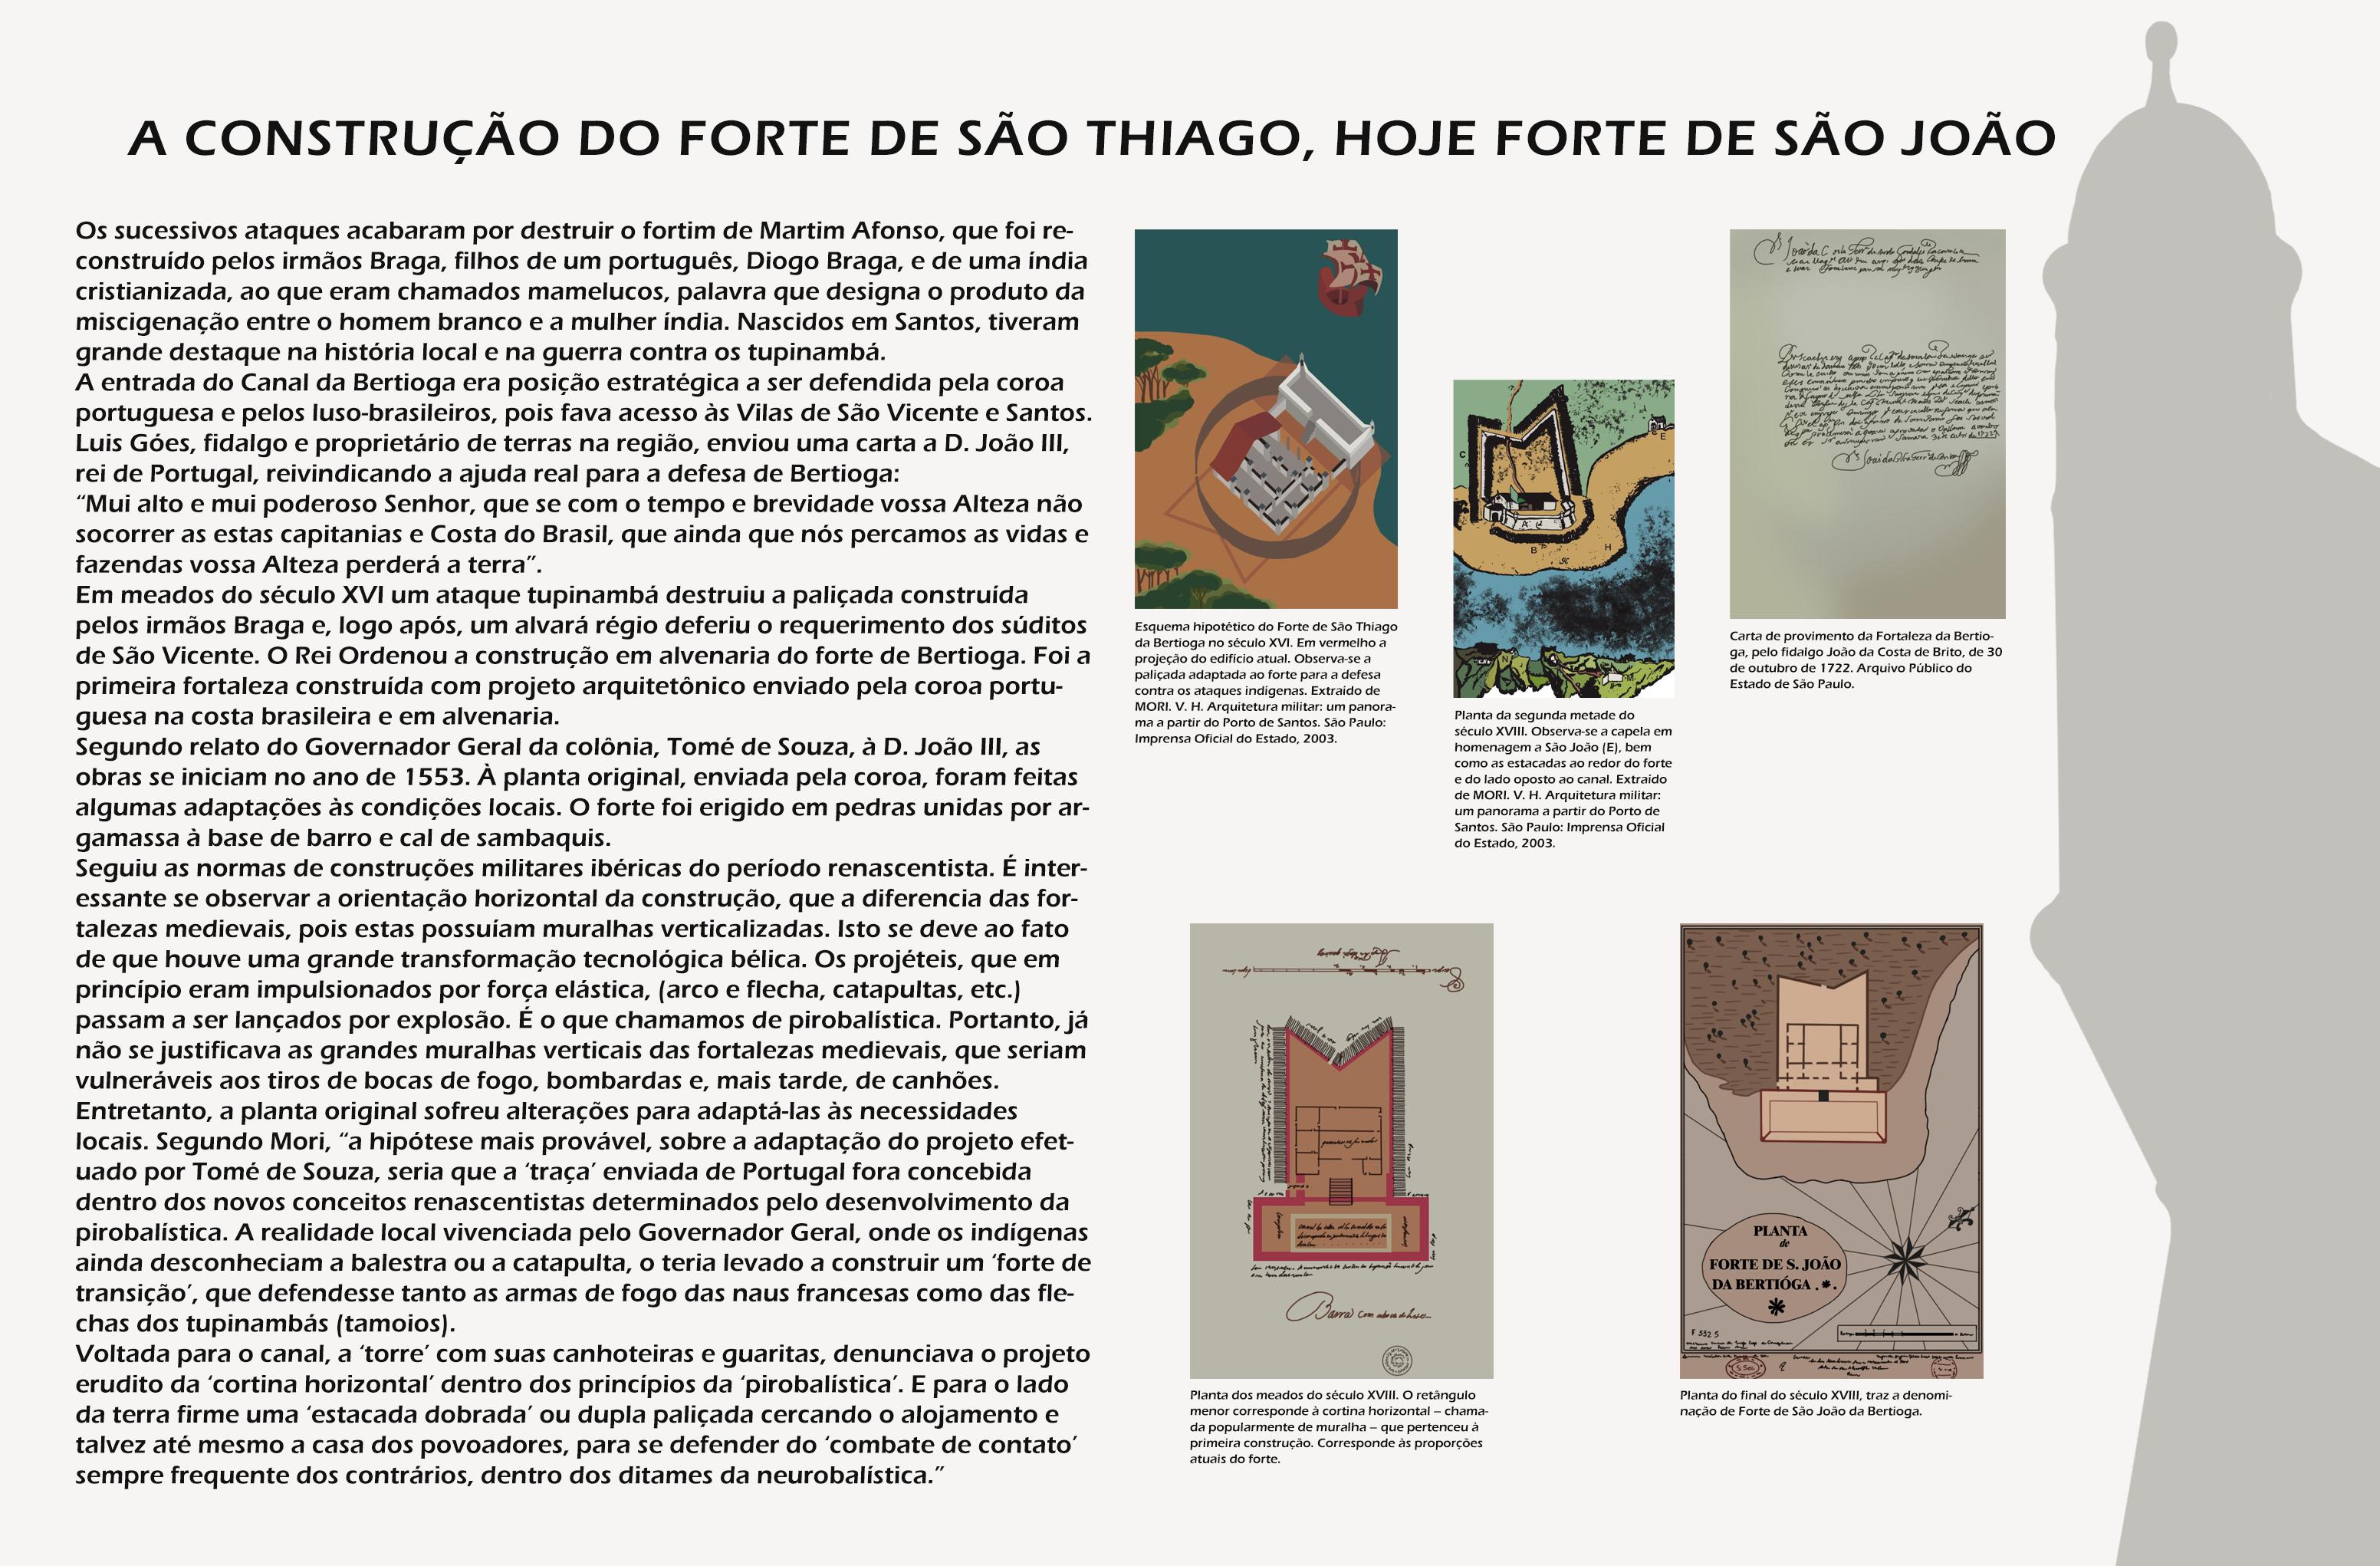 A CONSTRUÇÃO DO FORTE DE SÃO THIAGO, HOJE FORTE DE SÃO JOÃO
Os sucessivos ataques acabaram por destruir o fortim de Martim Afonso, que foi re-
construído pelos irmãos Braga, filhos de um português, Diogo Braga, e de uma índia
cristianizada, ao que eram chamados mamelucos, palavra que designa o produto da
miscigenação entre o homem branco e a mulher índia. Nascidos em Santos, tiveram
grande destaque na história local e na guerra contra os tupinambá.
A entrada do Canal da Bertioga era posição estratégica a ser defendida pela coroa
portuguesa e pelos luso-brasileiros, pois fava acesso às Vilas de São Vicente e Santos.
Luis Góes, fidalgo e proprietário de terras na região, enviou uma carta a D. João III,
rei de Portugal, reivindicando a ajuda real para a defesa de Bertioga:
“Mui alto e mui poderoso Senhor, que se com o tempo e brevidade vossa Alteza não
socorrer as estas capitanias e Costa do Brasil, que ainda que nós percamos as vidas e
fazendas vossa Alteza perderá a terra”.
Em meados do século XVI um ataque tupinambá destruiu a paliçada construída
pelos irmãos Braga e, logo após, um alvará régio deferiu o requerimento dos súditos
de São Vicente. O Rei Ordenou a construção em alvenaria do forte de Bertioga. Foi a
primeira fortaleza construída com projeto arquitetônico enviado pela coroa portu-
guesa na costa brasileira e em alvenaria.
Segundo relato do Governador Geral da colônia, Tomé de Souza, à D. João III, as
obras se iniciam no ano de 1553. À planta original, enviada pela coroa, foram feitas
algumas adaptações às condições locais. O forte foi erigido em pedras unidas por ar-
gamassa à base de barro e cal de sambaquis.
Seguiu as normas de construções militares ibéricas do período renascentista. É inter-
essante se observar a orientação horizontal da construção, que a diferencia das for-
talezas medievais, pois estas possuíam muralhas verticalizadas. Isto se deve ao fato
de que houve uma grande transformação tecnológica bélica. Os projéteis, que em
princípio eram impulsionados por força elástica, (arco e flecha, catapultas, etc.)
passam a ser lançados por explosão. É o que chamamos de pirobalística. Portanto, já
não se justificava as grandes muralhas verticais das fortalezas medievais, que seriam
vulneráveis aos tiros de bocas de fogo, bombardas e, mais tarde, de canhões.
Entretanto, a planta original sofreu alterações para adaptá-las às necessidades
locais. Segundo Mori, “a hipótese mais provável, sobre a adaptação do projeto efet-
uado por Tomé de Souza, seria que a ‘traça’ enviada de Portugal fora concebida
dentro dos novos conceitos renascentistas determinados pelo desenvolvimento da
pirobalística. A realidade local vivenciada pelo Governador Geral, onde os indígenas
ainda desconheciam a balestra ou a catapulta, o teria levado a construir um ‘forte de
transição’, que defendesse tanto as armas de fogo das naus francesas como das fle-
chas dos tupinambás (tamoios).
Voltada para o canal, a ‘torre’ com suas canhoteiras e guaritas, denunciava o projeto
erudito da ‘cortina horizontal’ dentro dos princípios da ‘pirobalística’. E para o lado
da terra firme uma ‘estacada dobrada’ ou dupla paliçada cercando o alojamento e
talvez até mesmo a casa dos povoadores, para se defender do ‘combate de contato’
sempre frequente dos contrários, dentro dos ditames da neurobalística.”
Esquema hipotético do Forte de São Thiago
da Bertioga no século XVI. Em vermelho a
projeção do edifício atual. Observa-se a
paliçada adaptada ao forte para a defesa
contra os ataques indígenas. Extraído de
MORI. V. H. Arquitetura militar: um panora-
ma a partir do Porto de Santos. São Paulo:
Imprensa Oficial do Estado, 2003.
C
E
A
B
H
N
M
Planta da segunda metade do
século XVIII. Observa-se a capela em
homenagem a São João (E), bem
como as estacadas ao redor do forte
e do lado oposto ao canal. Extraído
de MORI. V. H. Arquitetura militar:
um panorama a partir do Porto de
Santos. São Paulo: Imprensa Oficial
do Estado, 2003.
Carta de provimento da Fortaleza da Bertio-
ga, pelo fidalgo João da Costa de Brito, de 30
de outubro de 1722. Arquivo Público do
Estado de São Paulo.
Barra
Planta dos meados do século XVIII. O retângulo
menor corresponde à cortina horizontal – chama-
da popularmente de muralha – que pertenceu à
primeira construção. Corresponde às proporções
atuais do forte.
PLANTA
de
FORTE DE S. JOÃO
DA BERTIÓGA
Planta do final do século XVIII, traz a denomi-
nação de Forte de São João da Bertioga.